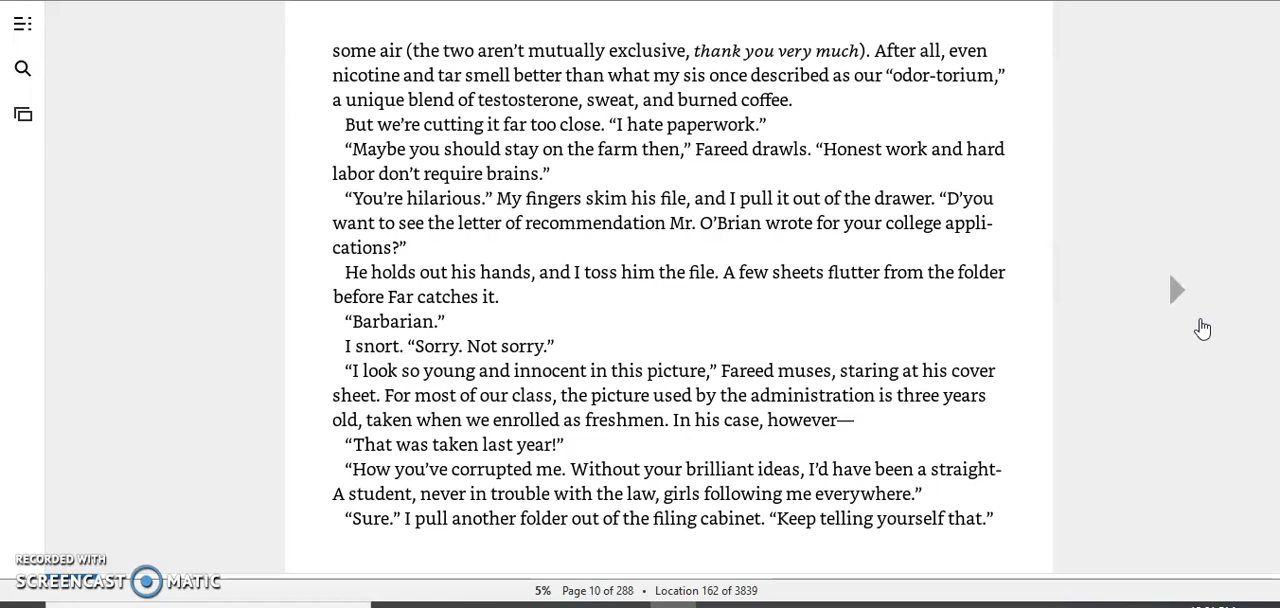 some air (the two aren’t mutually exclusive, thank you very much). After all, even
nicotine and tar smell better than what my sis once described as our “odor-torium,”
a unique blend of testosterone, sweat, and burned coffee.
But we’re cutting it far too close. “I hate paperwork.”
“Maybe you should stay on the farm then,” Fareed drawls. “Honest work and hard
labor don’t require brains.”
“You’re hilarious.” My fingers skim his file, and I pull it out of the drawer. “D’you
want to see the letter of recommendation Mr. O’Brian wrote for your college appli-
cations?”
He holds out his hands, and I toss him the file. A few sheets flutter from the folder
before Far catches it.
“Barbarian.”
I snort. “Sorry. Not sorry.”
“I look so young and innocent in this picture,” Fareed muses, staring at his cover
sheet. For most of our class, the picture used by the administration is three years
old, taken when we enrolled as freshmen. In his case, however—
“That was taken last year!”
“How you’ve corrupted me. Without your brilliant ideas, I’d have been a straight-
A student, never in trouble with the law, girls following me everywhere.”
“Sure.” I pull another folder out of the filing cabinet. “Keep telling yourself that.”
RECORDED WITH
SCREENCAST MATIC
5% Page 10 of 288 • Location 162 of 3839